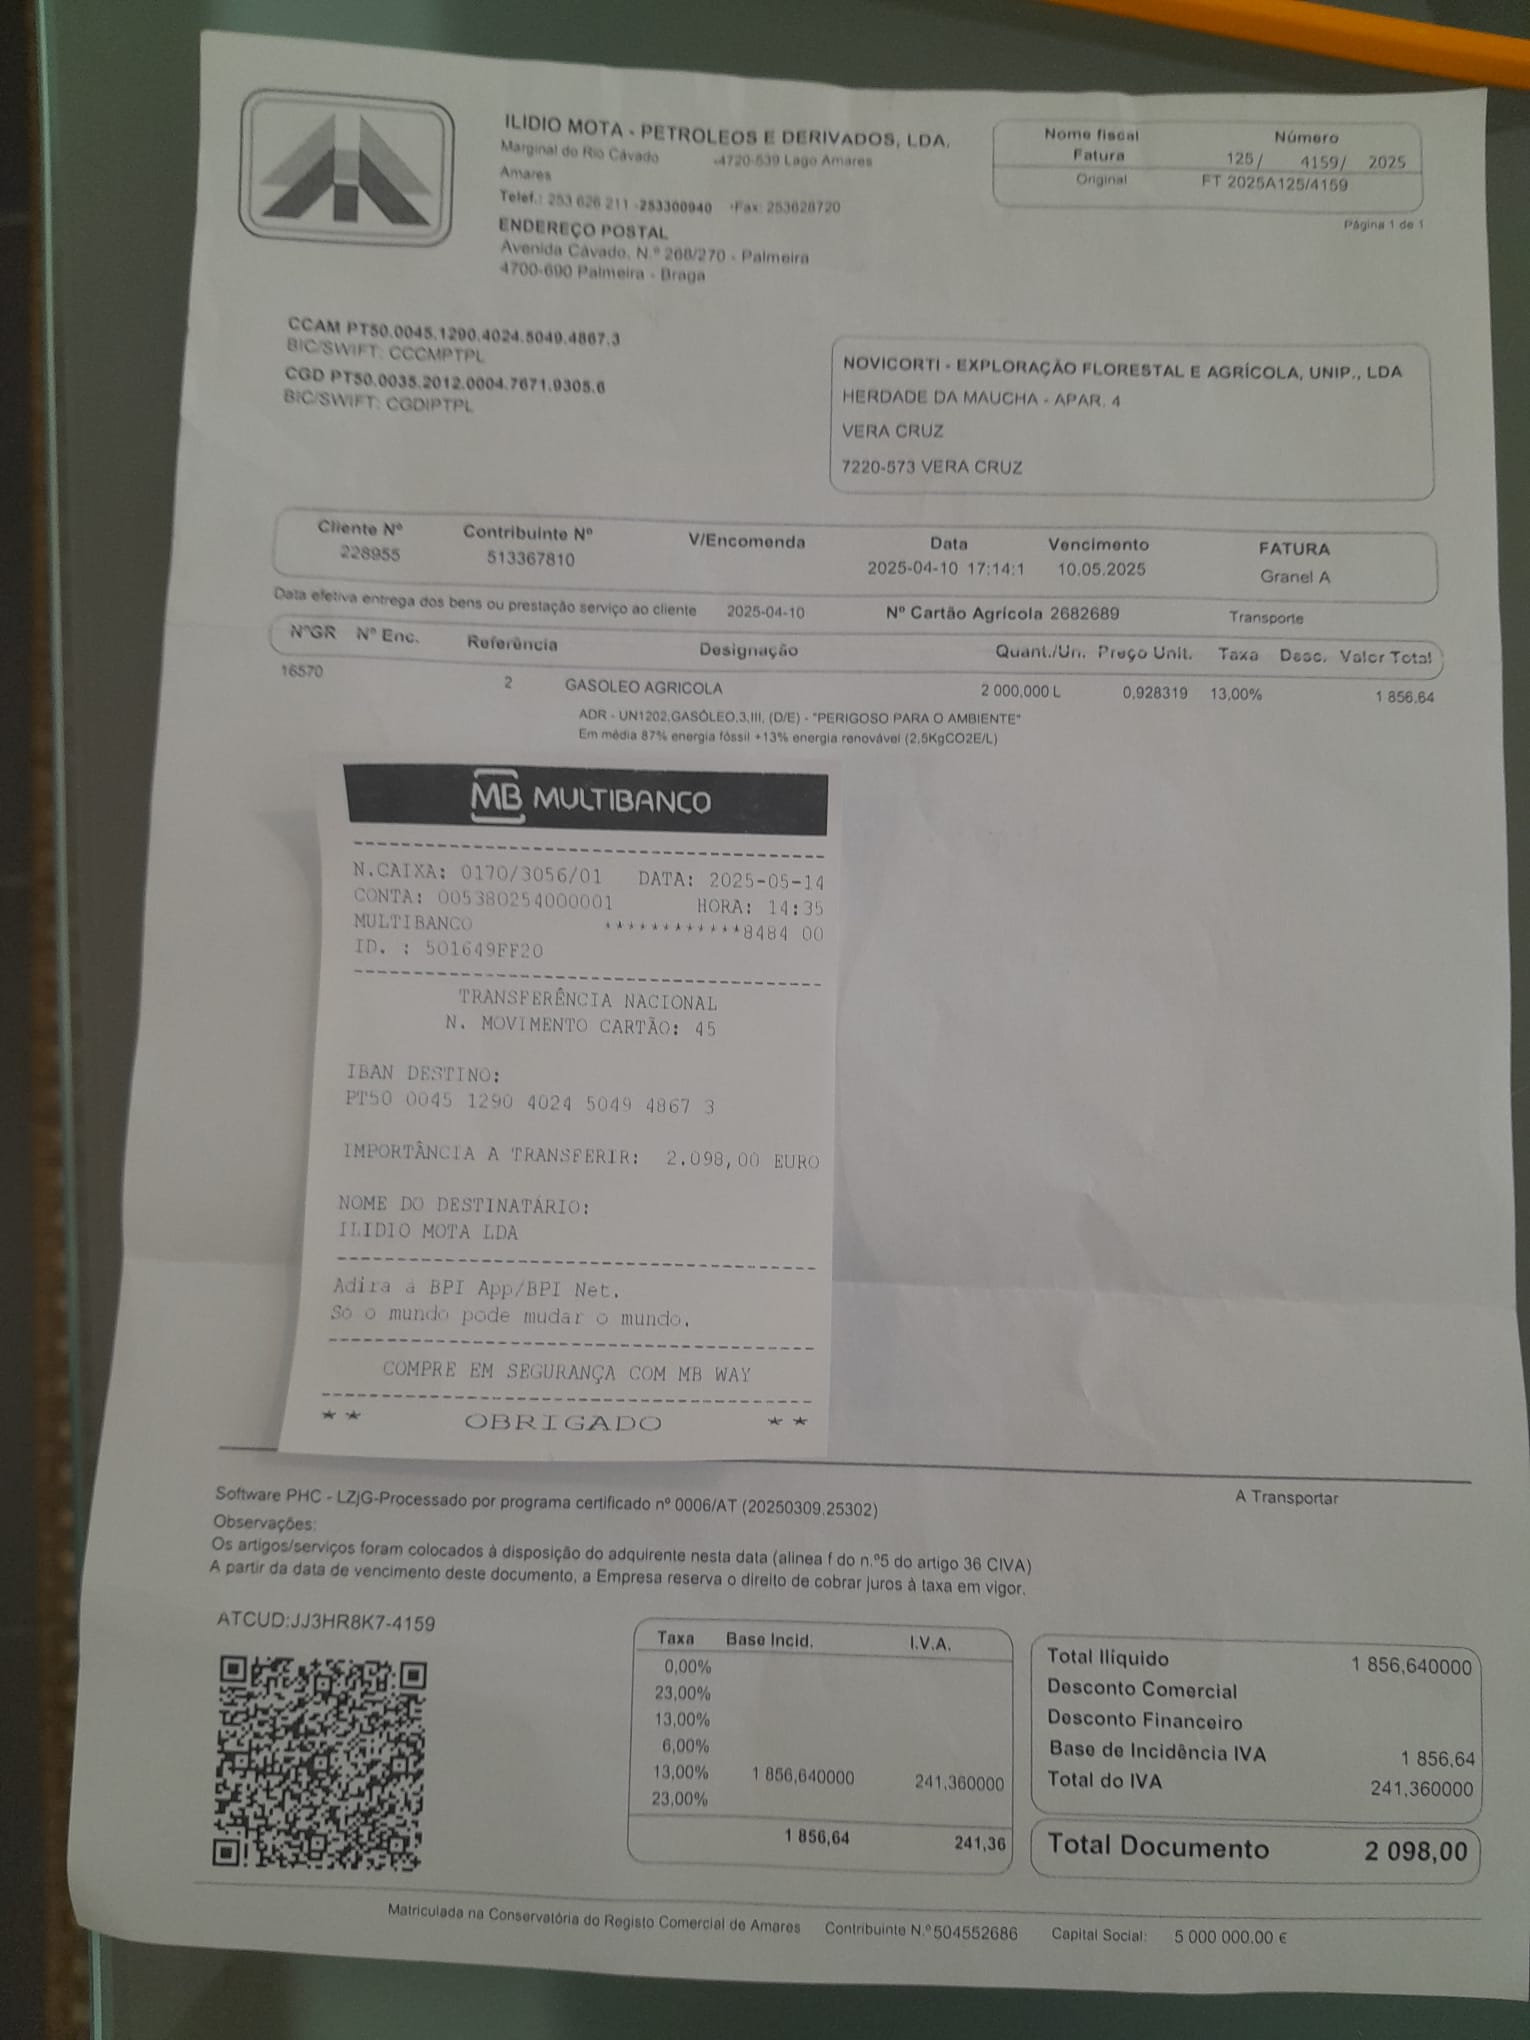 ILIDIO MOTA - PETROLEOS E DERIVADOS, LDA.
Marginal do Rio Cávado -4720-539 Lago Amares
Amares
Telef.: 253 626 211 -253300940 -Fax: 253628720
ENDEREÇO POSTAL
Avenida Cávado, N.º 268/270 - Palmeira
4700-690 Palmeira - Braga
Nome fiscal Número
Fatura 125/ 4159/ 2025
Original FT 2025A125/4159
Página 1 de 1
CCAM PT50.0045.1290.4024.5049.4867.3
BIC/SWIFT: CCCMPTPL
CGD PT50.0035.2012.0004.7671.9305.6
BIC/SWIFT: CGDIPTPL
NOVICORTI - EXPLORAÇÃO FLORESTAL E AGRÍCOLA, UNIP., LDA
HERDADE DA MAUCHA - APAR. 4
VERA CRUZ
7220-573 VERA CRUZ
Cliente Nº Contribuinte Nº V/Encomenda Data Vencimento FATURA
228955 513367810 2025-04-10 17:14:1 10.05.2025 Granel A
Data efetiva entrega dos bens ou prestação serviço ao cliente 2025-04-10 Nº Cartão Agrícola 2682689 Transporte
NºGR Nº Enc. Referência Designação Quant./Un. Preço Unit. Taxa Desc. Valor Total
16570 2 GASOLEO AGRICOLA 2 000,000 L 0,928319 13,00% 1 856,64
ADR - UN1202,GASÓLEO,3,III, (D/E) - "PERIGOSO PARA O AMBIENTE"
Em média 87% energia fóssil +13% energia renovável (2,5KgCO2E/L)
MB MULTIBANCO
N.CAIXA: 0170/3056/01 DATA: 2025-05-14
CONTA: 005380254000001 HORA: 14:35
MULTIBANCO ************8484 00
ID. : 501649FF20
TRANSFERÊNCIA NACIONAL
N. MOVIMENTO CARTÃO: 45
IBAN DESTINO:
PT50 0045 1290 4024 5049 4867 3
IMPORTÂNCIA A TRANSFERIR: 2.098,00 EURO
NOME DO DESTINATÁRIO:
ILIDIO MOTA LDA
Adira à BPI App/BPI Net.
Só o mundo pode mudar o mundo.
COMPRE EM SEGURANÇA COM MB WAY
** OBRIGADO **
Software PHC - LZjG-Processado por programa certificado nº 0006/AT (20250309.25302) A Transportar
Observações:
Os artigos/serviços foram colocados à disposição do adquirente nesta data (alinea f do n.º5 do artigo 36 CIVA)
A partir da data de vencimento deste documento, a Empresa reserva o direito de cobrar juros à taxa em vigor.
ATCUD:JJ3HR8K7-4159
Taxa Base Incid. I.V.A.
0,00%
23,00%
13,00%
6,00%
13,00% 1 856,640000 241,360000
23,00%
1 856,64 241,36
Total Ilíquido 1 856,640000
Desconto Comercial
Desconto Financeiro
Base de Incidência IVA 1 856,64
Total do IVA 241,360000
Total Documento 2 098,00
Matriculada na Conservatória do Registo Comercial de Amares Contribuinte N.º504552686 Capital Social: 5 000 000,00 €